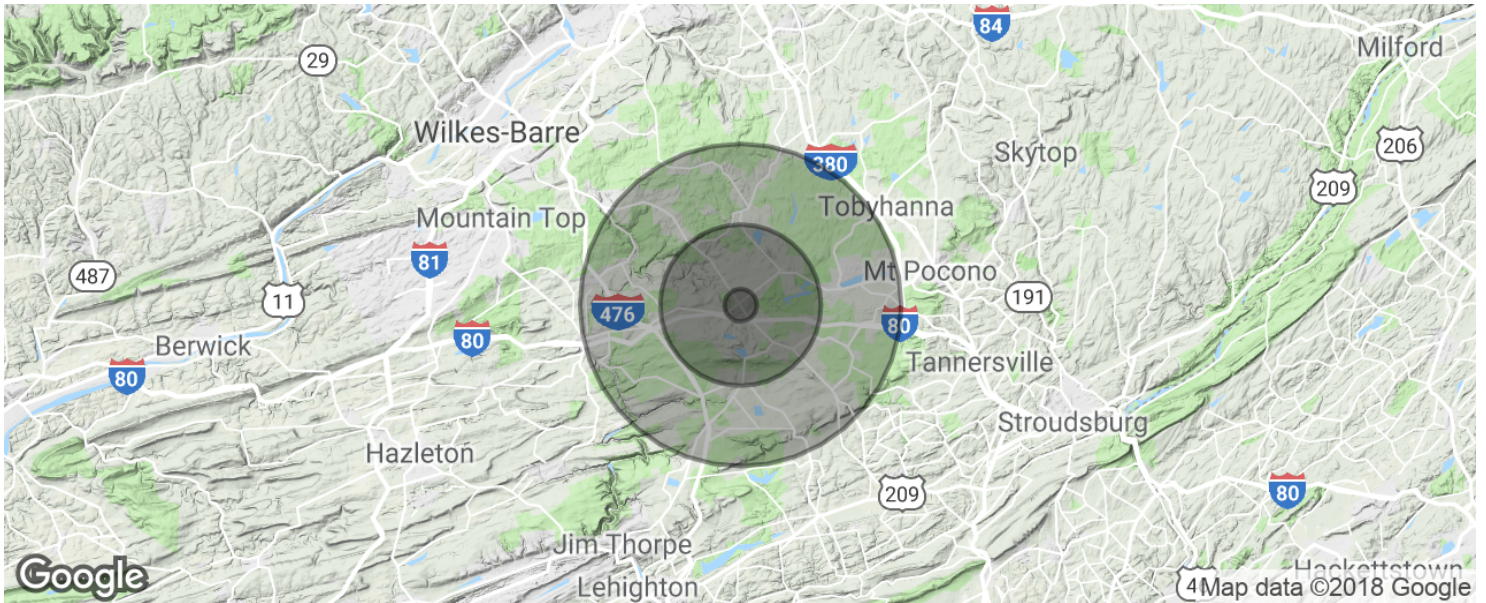 84
Milford
29
Wilkes-Barre
206
380
Skytop
209
Tobyhanna
Mountain Top
81
Mt Pocono
487
11
191
476
80
80
Berwick
80
Tannersville
Stroudsburg
Hazleton
209
80
Jim Thorpe
Hackettstown
Google
Lehighton
4
Map data ©2018 Google